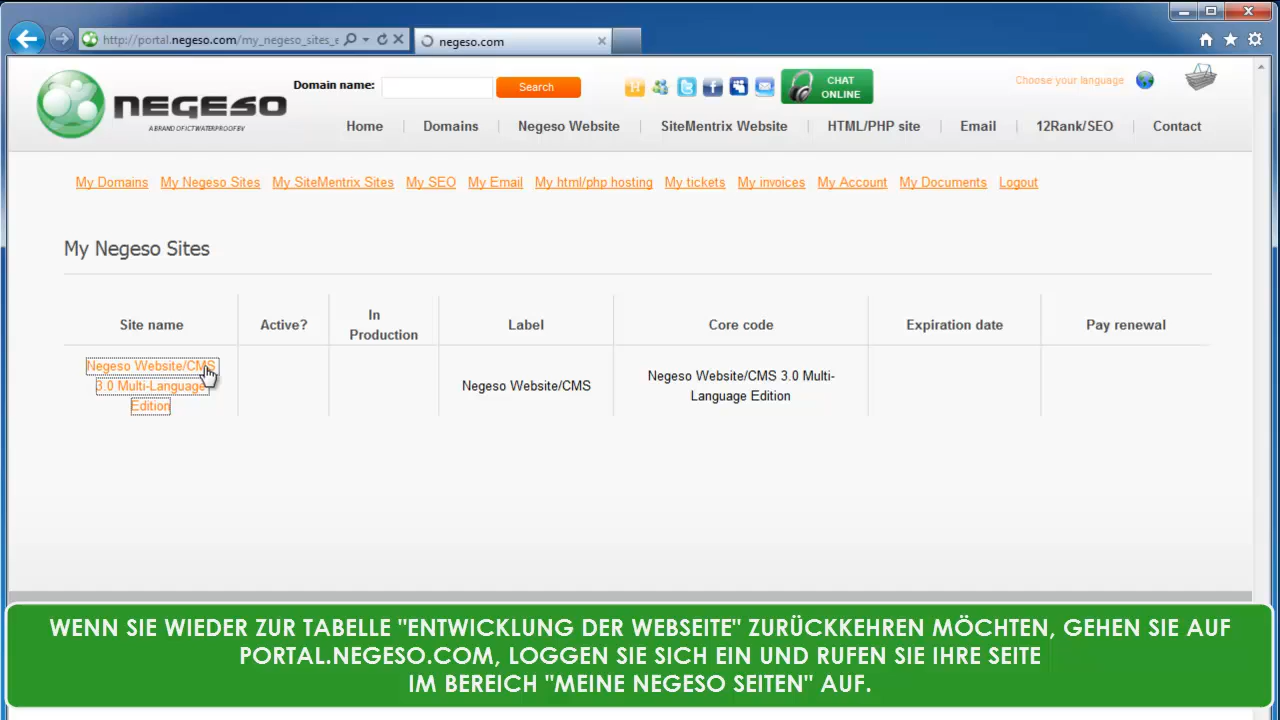 http://portal.negeso.com/my_negeso_sites_e
negeso.com
NEGESO
A BRAND OF ICTWATERPROOF BV
Domain name:
Search
CHAT
ONLINE
Choose your language
Home
Domains
Negeso Website
SiteMentrix Website
HTML/PHP site
Email
12Rank/SEO
Contact
My Domains My Negeso Sites My SiteMentrix Sites My SEO My Email My html/php hosting My tickets My invoices My Account My Documents Logout
My Negeso Sites
Site name
Active?
In
Production
Label
Core code
Expiration date
Pay renewal
Negeso Website/CMS
3.0 Multi-Language
Edition
Negeso Website/CMS
Negeso Website/CMS 3.0 Multi-
Language Edition
WENN SIE WIEDER ZUR TABELLE "ENTWICKLUNG DER WEBSEITE" ZURÜCKKEHREN MÖCHTEN, GEHEN SIE AUF
PORTAL.NEGESO.COM, LOGGEN SIE SICH EIN UND RUFEN SIE IHRE SEITE
IM BEREICH "MEINE NEGESO SEITEN" AUF.